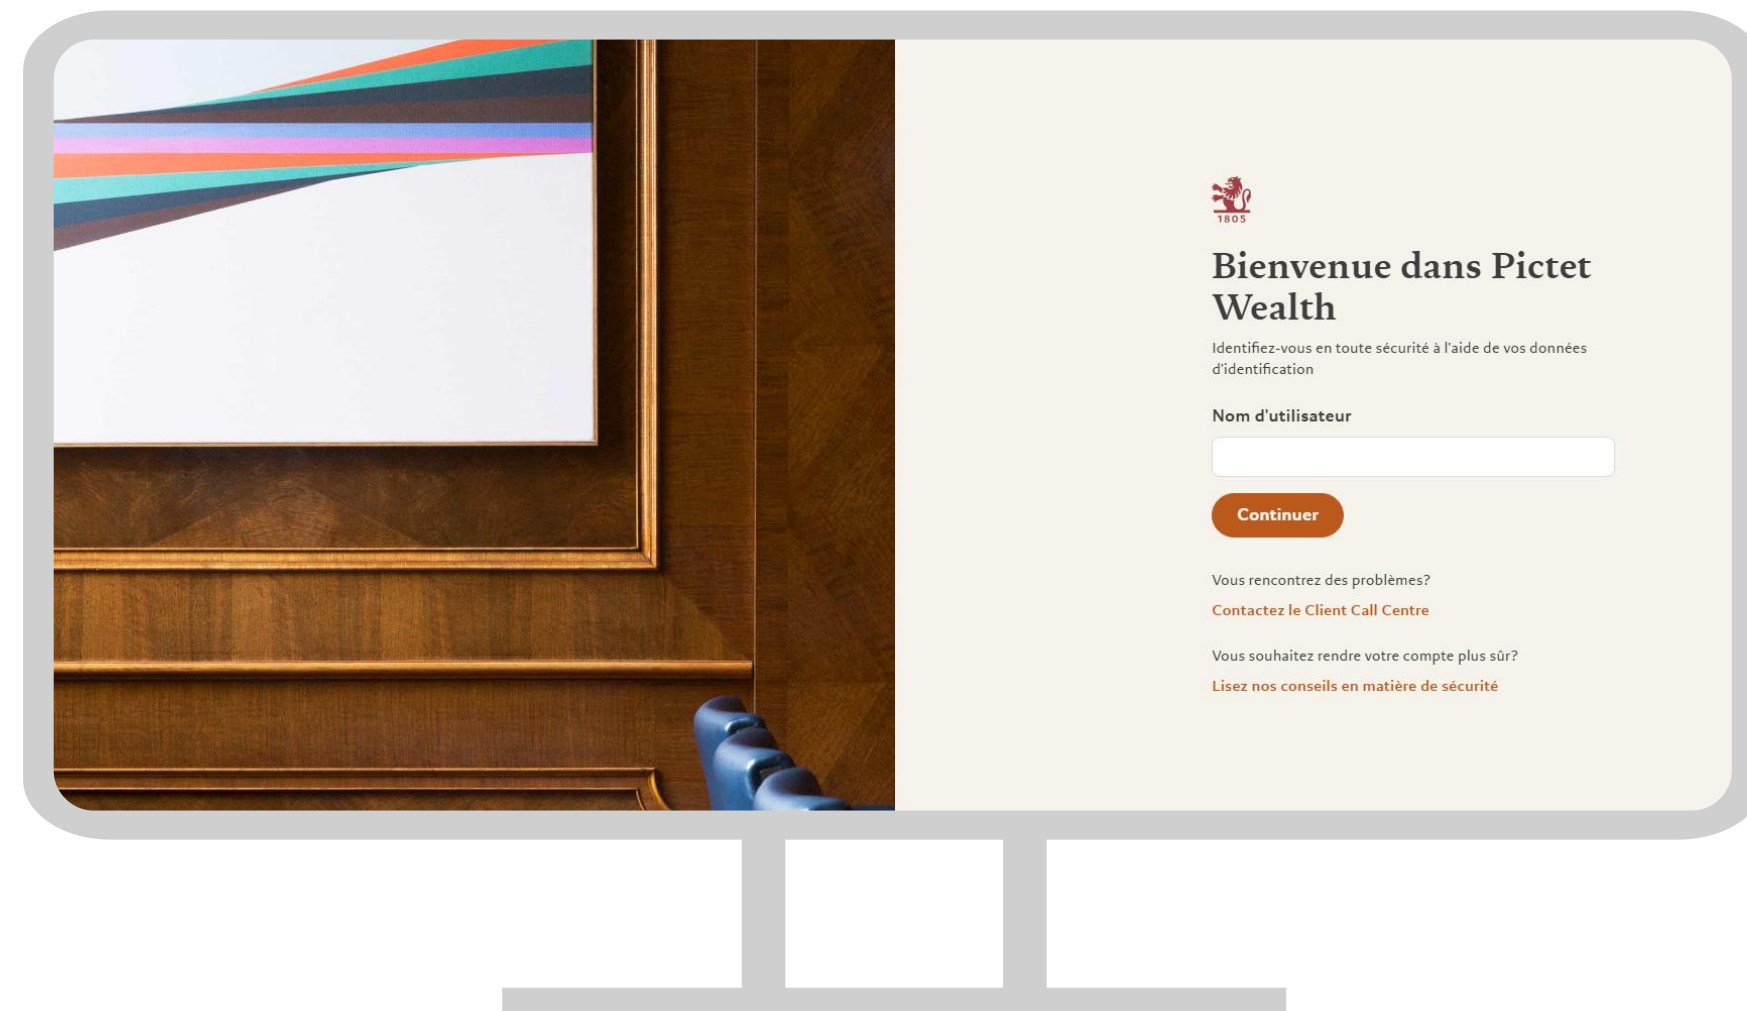 1805
Bienvenue dans Pictet
Wealth
Identifiez-vous en toute sécurité à l'aide de vos données
d'identification
Nom d'utilisateur
Continuer
Vous rencontrez des problèmes?
Contactez le Client Call Centre
Vous souhaitez rendre votre compte plus sûr?
Lisez nos conseils en matière de sécurité